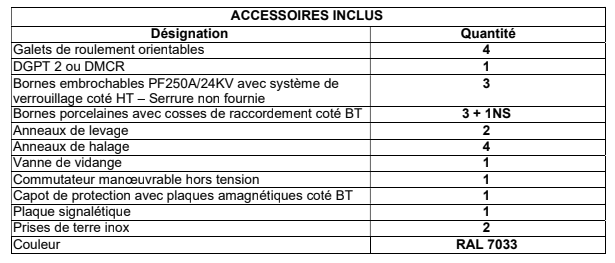 ACCESSOIRES INCLUS
Désignation Quantité
Galets de roulement orientables 4
DGPT 2 ou DMCR 1
Bornes embrochables PF250A/24KV avec système de 3
verrouillage coté HT – Serrure non fournie
Bornes porcelaines avec cosses de raccordement coté BT 3 + 1NS
Anneaux de levage 2
Anneaux de halage 4
Vanne de vidange 1
Commutateur manœuvrable hors tension 1
Capot de protection avec plaques amagnétiques coté BT 1
Plaque signalétique 1
Prises de terre inox 2
Couleur RAL 7033